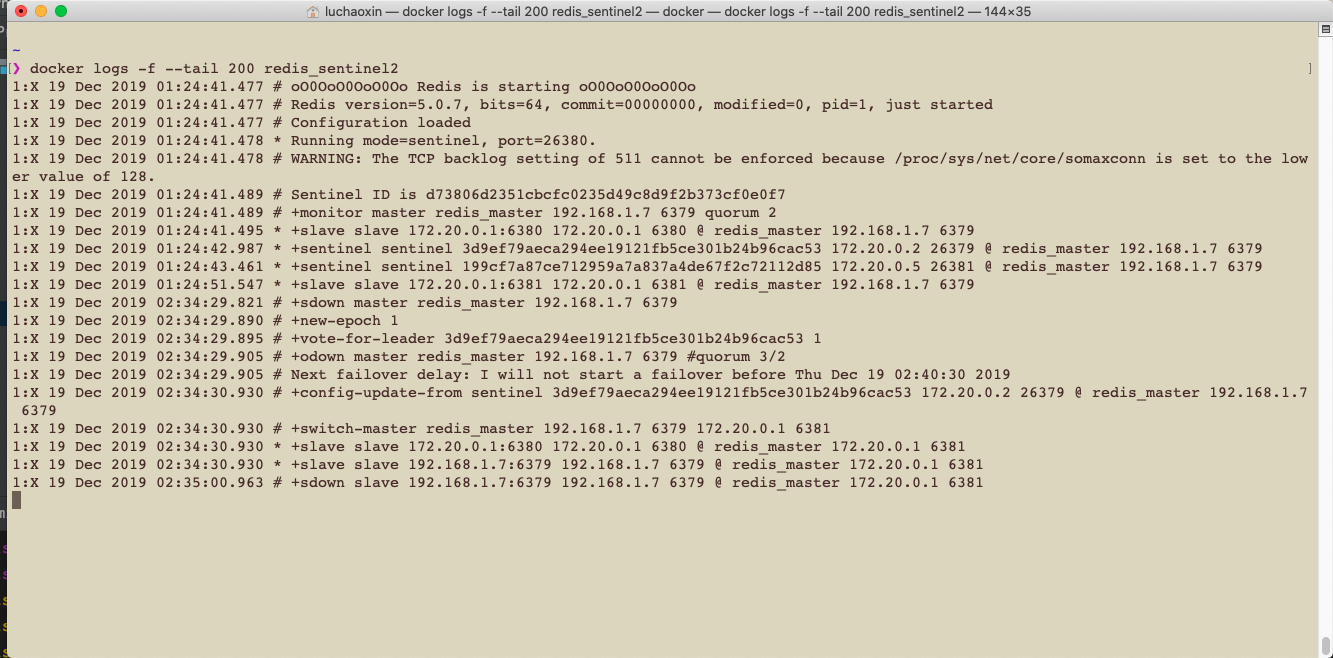 luchaoxin — docker logs -f --tail 200 redis_sentinel2 — docker — docker logs -f --tail 200 redis_sentinel2 — 144×35
~
[❯ docker logs -f --tail 200 redis_sentinel2 ]
1:X 19 Dec 2019 01:24:41.477 # oO0OoO0OoO0Oo Redis is starting oO0OoO0OoO0Oo
1:X 19 Dec 2019 01:24:41.477 # Redis version=5.0.7, bits=64, commit=00000000, modified=0, pid=1, just started
1:X 19 Dec 2019 01:24:41.477 # Configuration loaded
1:X 19 Dec 2019 01:24:41.478 * Running mode=sentinel, port=26380.
1:X 19 Dec 2019 01:24:41.478 # WARNING: The TCP backlog setting of 511 cannot be enforced because /proc/sys/net/core/somaxconn is set to the low
er value of 128.
1:X 19 Dec 2019 01:24:41.489 # Sentinel ID is d73806d2351cbcfc0235d49c8d9f2b373cf0e0f7
1:X 19 Dec 2019 01:24:41.489 # +monitor master redis_master 192.168.1.7 6379 quorum 2
1:X 19 Dec 2019 01:24:41.495 * +slave slave 172.20.0.1:6380 172.20.0.1 6380 @ redis_master 192.168.1.7 6379
1:X 19 Dec 2019 01:24:42.987 * +sentinel sentinel 3d9ef79aeca294ee19121fb5ce301b24b96cac53 172.20.0.2 26379 @ redis_master 192.168.1.7 6379
1:X 19 Dec 2019 01:24:43.461 * +sentinel sentinel 199cf7a87ce712959a7a837a4de67f2c72112d85 172.20.0.5 26381 @ redis_master 192.168.1.7 6379
1:X 19 Dec 2019 01:24:51.547 * +slave slave 172.20.0.1:6381 172.20.0.1 6381 @ redis_master 192.168.1.7 6379
1:X 19 Dec 2019 02:34:29.821 # +sdown master redis_master 192.168.1.7 6379
1:X 19 Dec 2019 02:34:29.890 # +new-epoch 1
1:X 19 Dec 2019 02:34:29.895 # +vote-for-leader 3d9ef79aeca294ee19121fb5ce301b24b96cac53 1
1:X 19 Dec 2019 02:34:29.905 # +odown master redis_master 192.168.1.7 6379 #quorum 3/2
1:X 19 Dec 2019 02:34:29.905 # Next failover delay: I will not start a failover before Thu Dec 19 02:40:30 2019
1:X 19 Dec 2019 02:34:30.930 # +config-update-from sentinel 3d9ef79aeca294ee19121fb5ce301b24b96cac53 172.20.0.2 26379 @ redis_master 192.168.1.7
 6379
1:X 19 Dec 2019 02:34:30.930 # +switch-master redis_master 192.168.1.7 6379 172.20.0.1 6381
1:X 19 Dec 2019 02:34:30.930 * +slave slave 172.20.0.1:6380 172.20.0.1 6380 @ redis_master 172.20.0.1 6381
1:X 19 Dec 2019 02:34:30.930 * +slave slave 192.168.1.7:6379 192.168.1.7 6379 @ redis_master 172.20.0.1 6381
1:X 19 Dec 2019 02:35:00.963 # +sdown slave 192.168.1.7:6379 192.168.1.7 6379 @ redis_master 172.20.0.1 6381